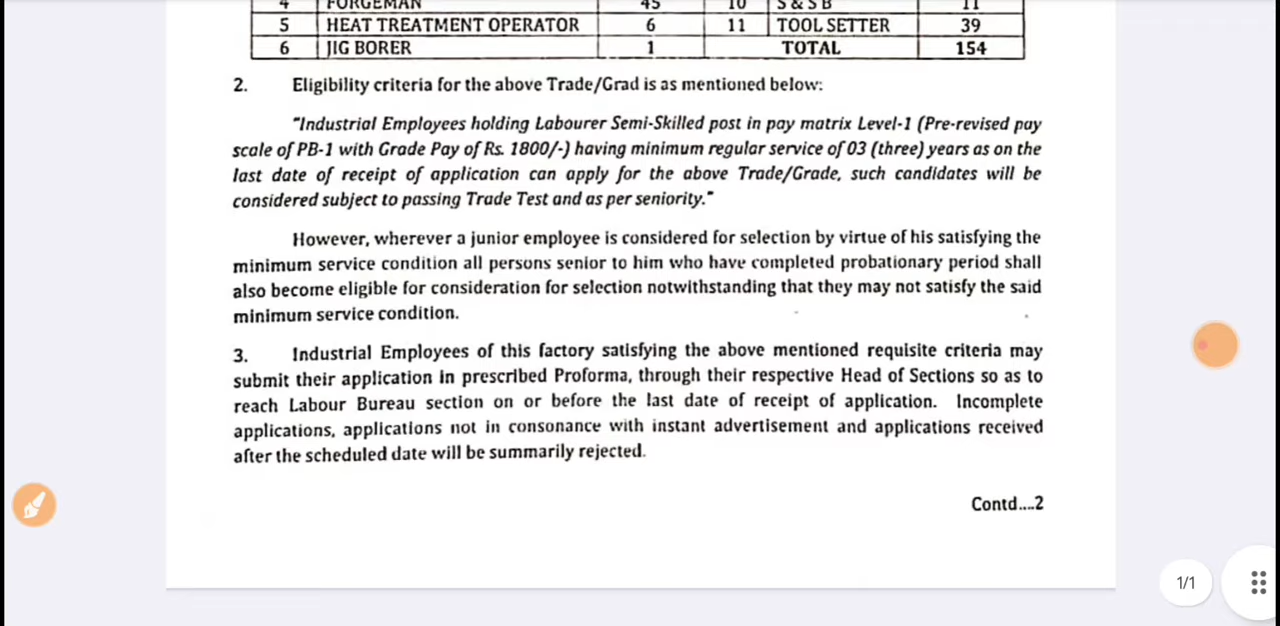 4 FORGEMAN 45 10 S & S B 11
5 HEAT TREATMENT OPERATOR 6 11 TOOL SETTER 39
6 JIG BORER 1 TOTAL 154
2. Eligibility criteria for the above Trade/Grad is as mentioned below:
"Industrial Employees holding Labourer Semi-Skilled post in pay matrix Level-1 (Pre-revised pay
scale of PB-1 with Grade Pay of Rs. 1800/-) having minimum regular service of 03 (three) years as on the
last date of receipt of application can apply for the above Trade/Grade, such candidates will be
considered subject to passing Trade Test and as per seniority."
However, wherever a junior employee is considered for selection by virtue of his satisfying the
minimum service condition all persons senior to him who have completed probationary period shall
also become eligible for consideration for selection notwithstanding that they may not satisfy the said
minimum service condition.
3. Industrial Employees of this factory satisfying the above mentioned requisite criteria may
submit their application in prescribed Proforma, through their respective Head of Sections so as to
reach Labour Bureau section on or before the last date of receipt of application. Incomplete
applications, applications not in consonance with instant advertisement and applications received
after the scheduled date will be summarily rejected.
Contd....2
1/1